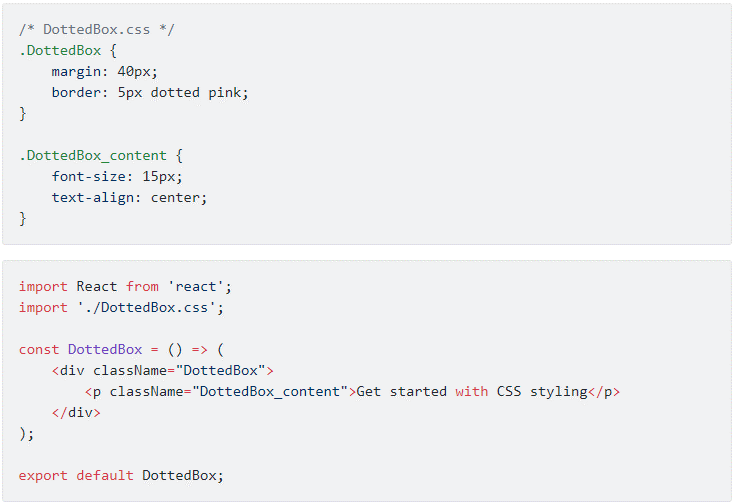 /* DottedBox.css */
.DottedBox {
    margin: 40px;
    border: 5px dotted pink;
}

.DottedBox_content {
    font-size: 15px;
    text-align: center;
}

import React from 'react';
import './DottedBox.css';

const DottedBox = () => (
    <div className="DottedBox">
        <p className="DottedBox_content">Get started with CSS styling</p>
    </div>
);

export default DottedBox;